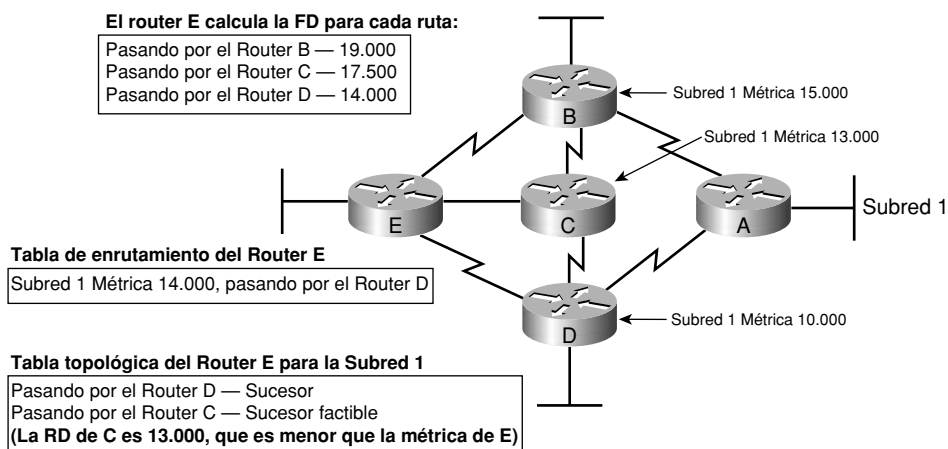 El router E calcula la FD para cada ruta:
Pasando por el Router B — 19.000
Pasando por el Router C — 17.500
Pasando por el Router D — 14.000
B
Subred 1 Métrica 15.000
Subred 1 Métrica 13.000
E
C
A
Subred 1
Tabla de enrutamiento del Router E
Subred 1 Métrica 14.000, pasando por el Router D
D
Subred 1 Métrica 10.000
Tabla topológica del Router E para la Subred 1
Pasando por el Router D — Sucesor
Pasando por el Router C — Sucesor factible
(La RD de C es 13.000, que es menor que la métrica de E)